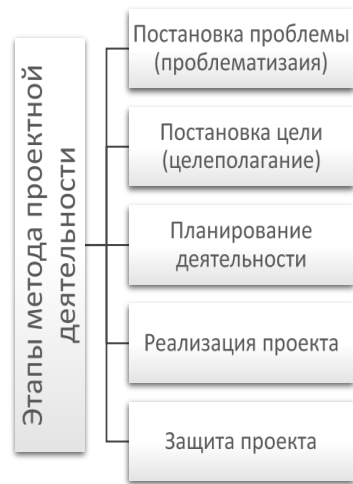 Этапы метода проектной
деятельности
Постановка проблемы
(проблематизаия)
Постановка цели
(целеполагание)
Планирование
деятельности
Реализация проекта
Защита проекта